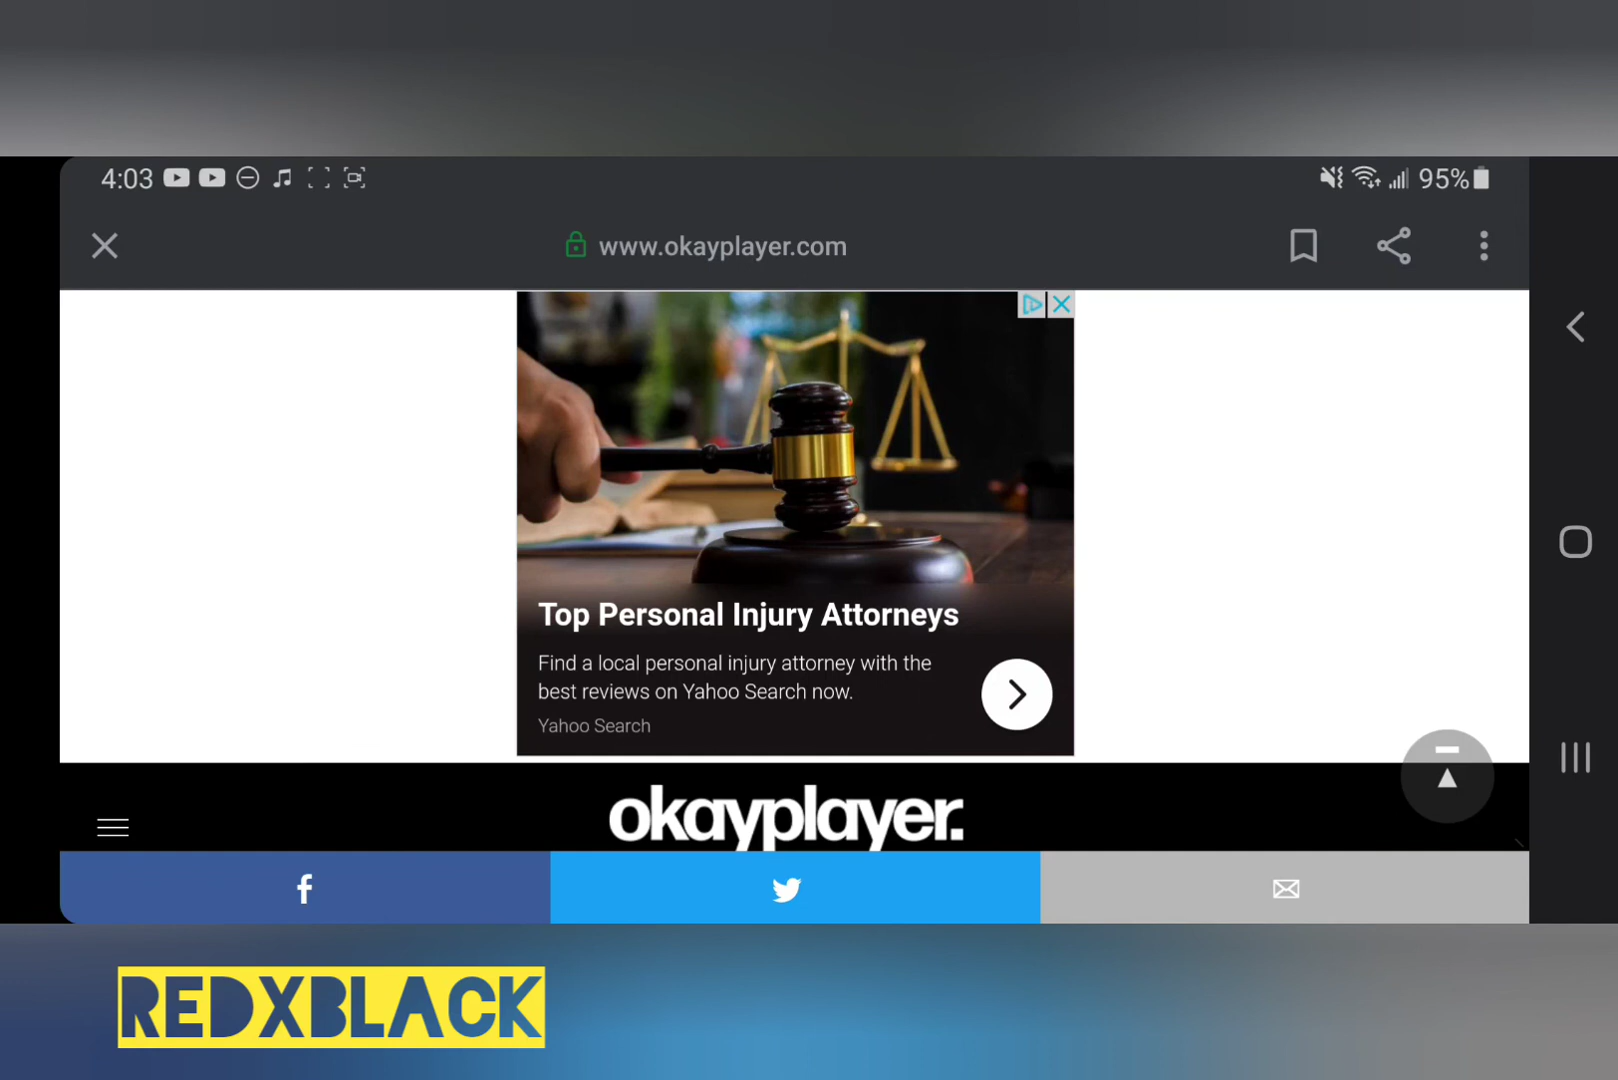 4:03
95%
www.okayplayer.com
Top Personal Injury Attorneys
Find a local personal injury attorney with the
best reviews on Yahoo Search now.
Yahoo Search
okayplayer.
REDXBLACK